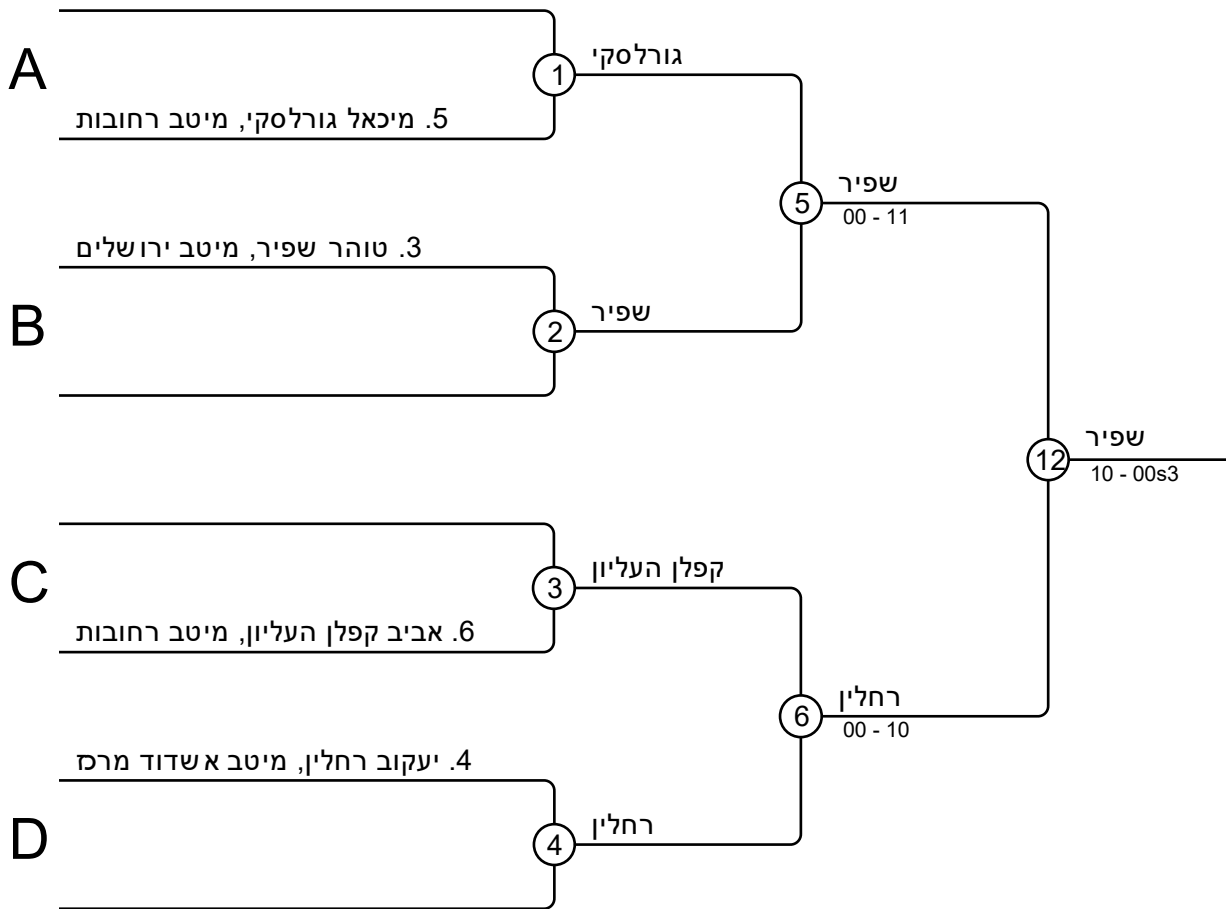 A
1
גורלסקי
5. מיכאל גורלסקי, מיטב רחובות
5
שפיר
00 - 11
3. טוהר שפיר, מיטב ירושלים
B
2
שפיר
12
שפיר
10 - 00s3
C
3
קפלן העליון
6. אביב קפלן העליון, מיטב רחובות
6
רחלין
00 - 10
4. יעקוב רחלין, מיטב אשדוד מרכז
D
4
רחלין